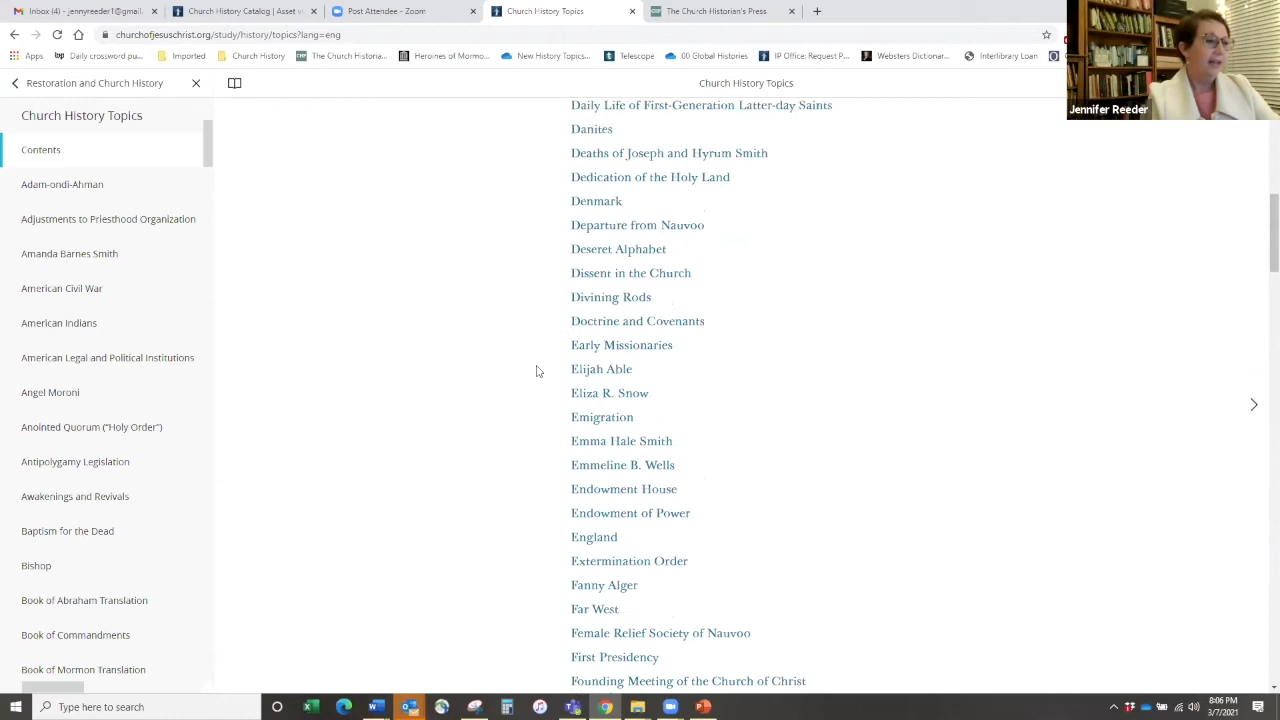 Inbox (4) - jennyreeder1@gmail.c
Church History Catalog | Asset v
Post Attendee - Zoom
Church History Topics
The Church Historian's Press
churchofjesuschrist.org/study/history/topics?lang=eng
Apps
Daily crossword pu...
Imported
Church History
Church Accounts
The Church Histori...
Heroines of Mormo...
New History Topics...
Telescope
00 Global Histories
IP Office Request P...
Websters Dictionar...
Interlibrary Loan
Restoration and Church History
Church History Topics
Jennifer Reeder
Church History Topics
Contents
Adam-ondi-Ahman
Adjustments to Priesthood Organization
Amanda Barnes Smith
American Civil War
American Indians
American Legal and Political Institutions
Angel Moroni
Anointed Quorum (“Holy Order”)
Antipolygamy Legislation
Awakenings and Revivals
Baptism for the Dead
Bishop
Book of Abraham Translation
Book of Commandments
Book of Mormon Translation
Daily Life of First-Generation Latter-day Saints
Danites
Deaths of Joseph and Hyrum Smith
Dedication of the Holy Land
Denmark
Departure from Nauvoo
Deseret Alphabet
Dissent in the Church
Divining Rods
Doctrine and Covenants
Early Missionaries
Elijah Able
Eliza R. Snow
Emigration
Emma Hale Smith
Emmeline B. Wells
Endowment House
Endowment of Power
England
Extermination Order
Fanny Alger
Far West
Female Relief Society of Nauvoo
First Presidency
Founding Meeting of the Church of Christ
Type here to search
8:06 PM
3/7/2021